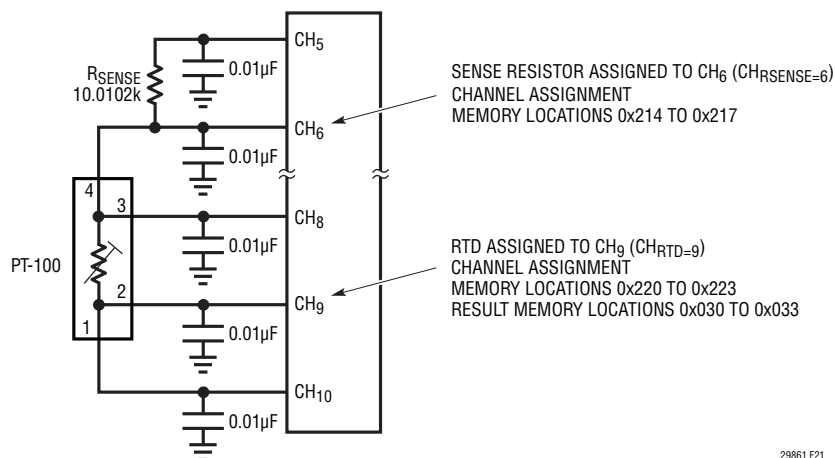 CH5
RSENSE
10.0102k
0.01µF
SENSE RESISTOR ASSIGNED TO CH6 (CHRSENSE=6)
CHANNEL ASSIGNMENT
MEMORY LOCATIONS 0x214 TO 0x217
CH6
0.01µF
4
3
CH8
PT-100
0.01µF
RTD ASSIGNED TO CH9 (CHRTD=9)
CHANNEL ASSIGNMENT
MEMORY LOCATIONS 0x220 TO 0x223
RESULT MEMORY LOCATIONS 0x030 TO 0x033
2
1
CH9
0.01µF
CH10
0.01µF
29861 F21